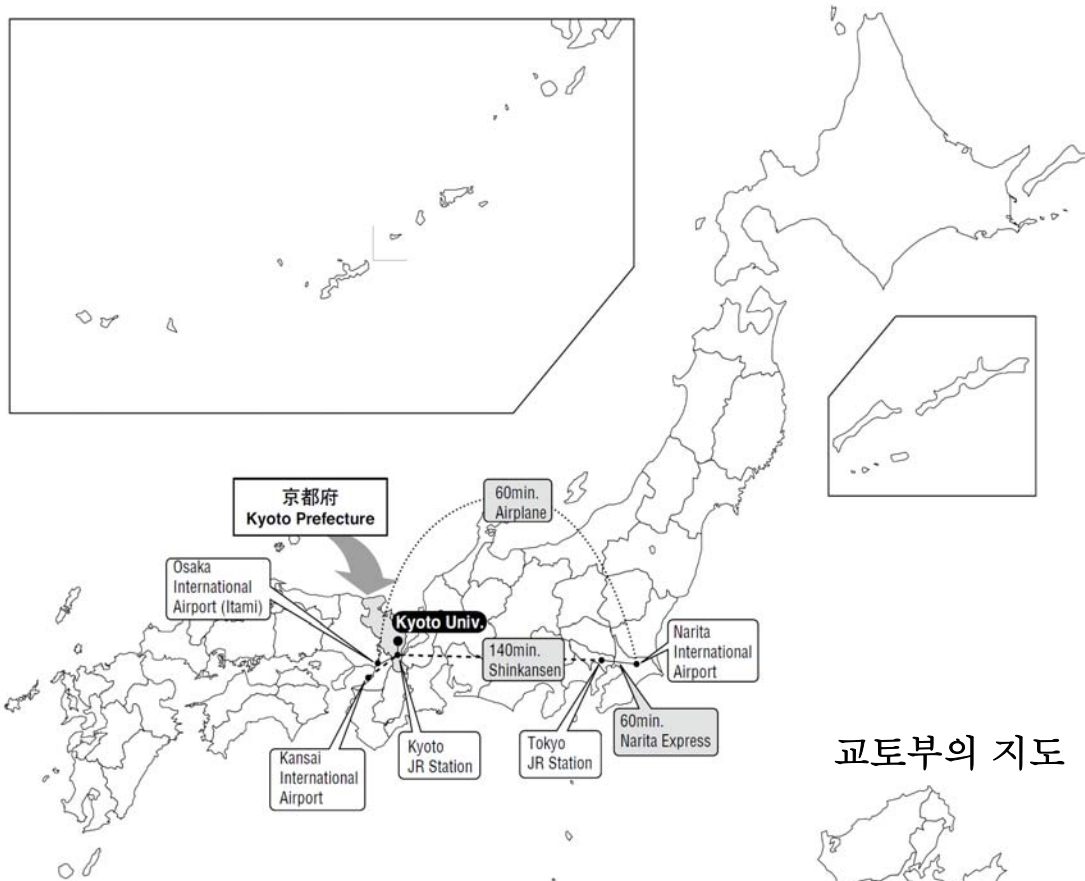 京都府
Kyoto Prefecture
60min.
Airplane
Osaka
International
Airport (Itami)
Kyoto Univ.
140min.
Shinkansen
Narita
International
Airport
60min.
Narita Express
Kansai
International
Airport
Kyoto
JR Station
Tokyo
JR Station
교토부의 지도